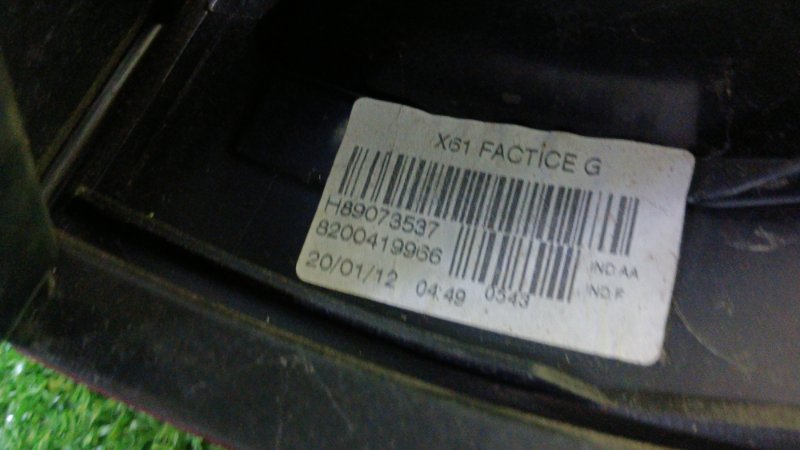 X61 FACTICE G
H89073537
8200419966 IND.AA
20/01/12 04:49 0543 IND.F